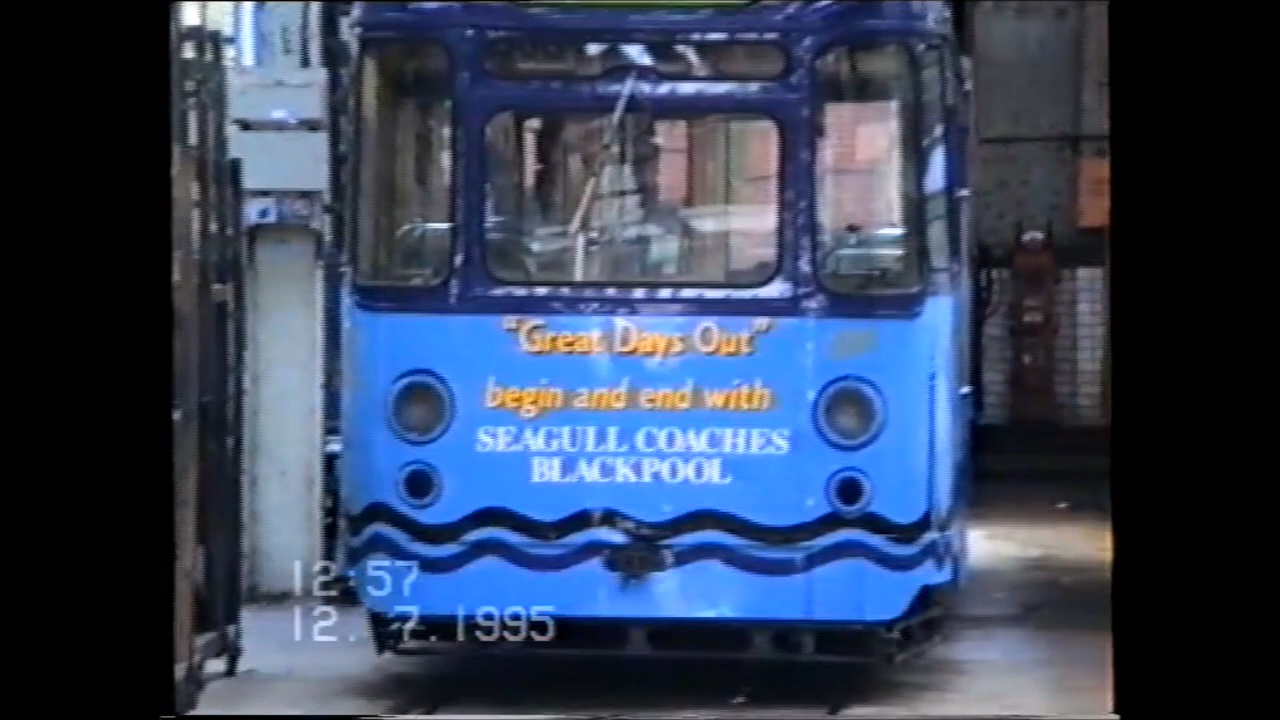 "Great Days Out"
begin and end with
SEAGULL COACHES
BLACKPOOL
12:57
12. 7.1995